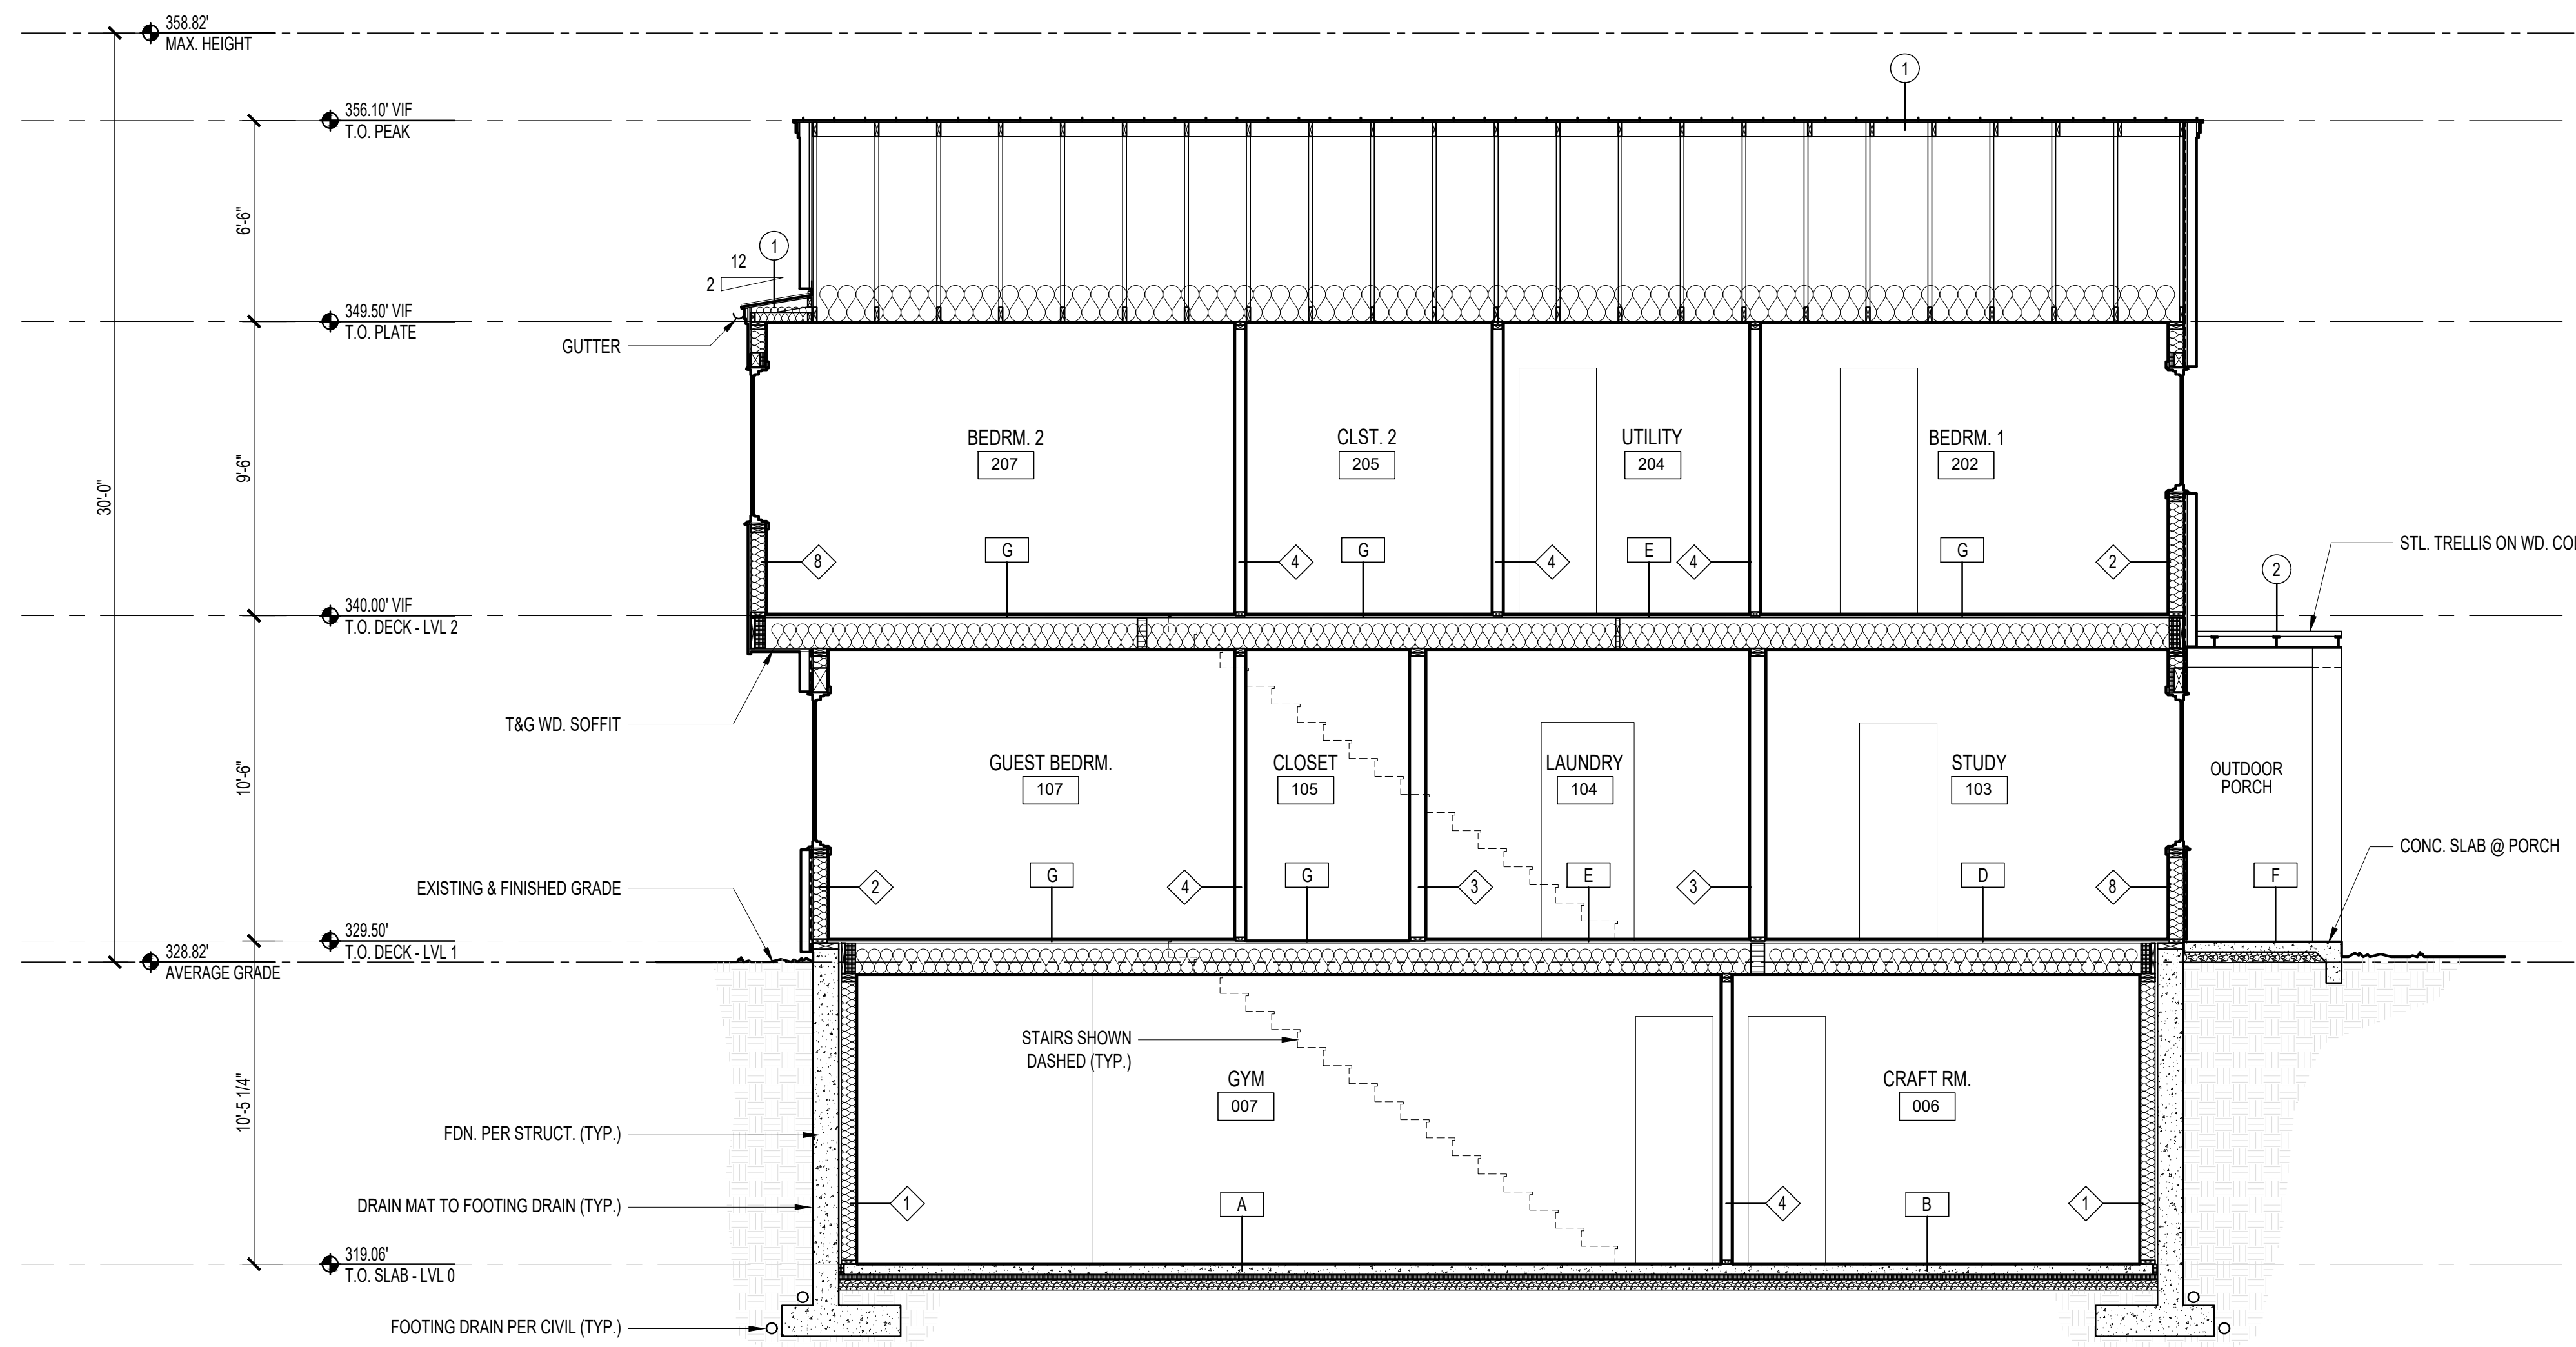 358.82'
MAX. HEIGHT
1
356.10' VIF
T.O. PEAK
6'-6"
1
12
2
349.50' VIF
T.O. PLATE
GUTTER
9'-6"
30'-0"
BEDRM. 2
207
CLST. 2
205
UTILITY
204
BEDRM. 1
202
8
G
4
G
4
E
4
G
2
2
STL. TRELLIS ON WD.
340.00' VIF
T.O. DECK - LVL 2
T&G WD. SOFFIT
10'-6"
GUEST BEDRM.
107
CLOSET
105
LAUNDRY
104
STUDY
103
OUTDOOR
PORCH
CONC. SLAB @ PORCH
EXISTING & FINISHED GRADE
2
G
4
G
3
E
3
D
8
F
329.50'
T.O. DECK - LVL 1
328.82'
AVERAGE GRADE
STAIRS SHOWN
DASHED (TYP.)
10'-5 1/4"
GYM
007
CRAFT RM.
006
FDN. PER STRUCT. (TYP.)
DRAIN MAT TO FOOTING DRAIN (TYP.)
1
A
4
B
1
319.06'
T.O. SLAB - LVL 0
FOOTING DRAIN PER CIVIL (TYP.)